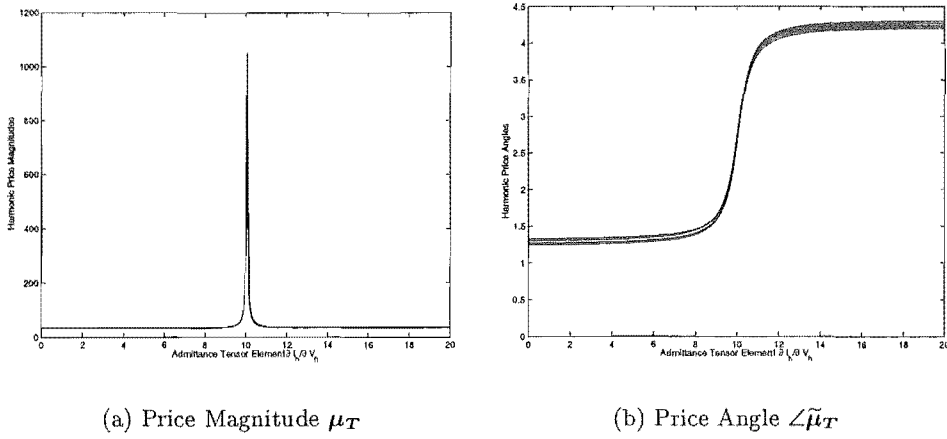 1200
1000
800
600
400
200
0
Harmonic Price Magnitudes
0 2 4 6 8 10 12 14 16 18 20
Admittance Tensor Element ∂ I_h/∂ V_h
(a) Price Magnitude μ_T
4.5
4
3.5
3
2.5
2
1.5
1
0.5
0
Harmonic Price Angles
0 2 4 6 8 10 12 14 16 18 20
Admittance Tensor Element ∂ I_h/∂ V_h
(b) Price Angle ∠μ̃_T